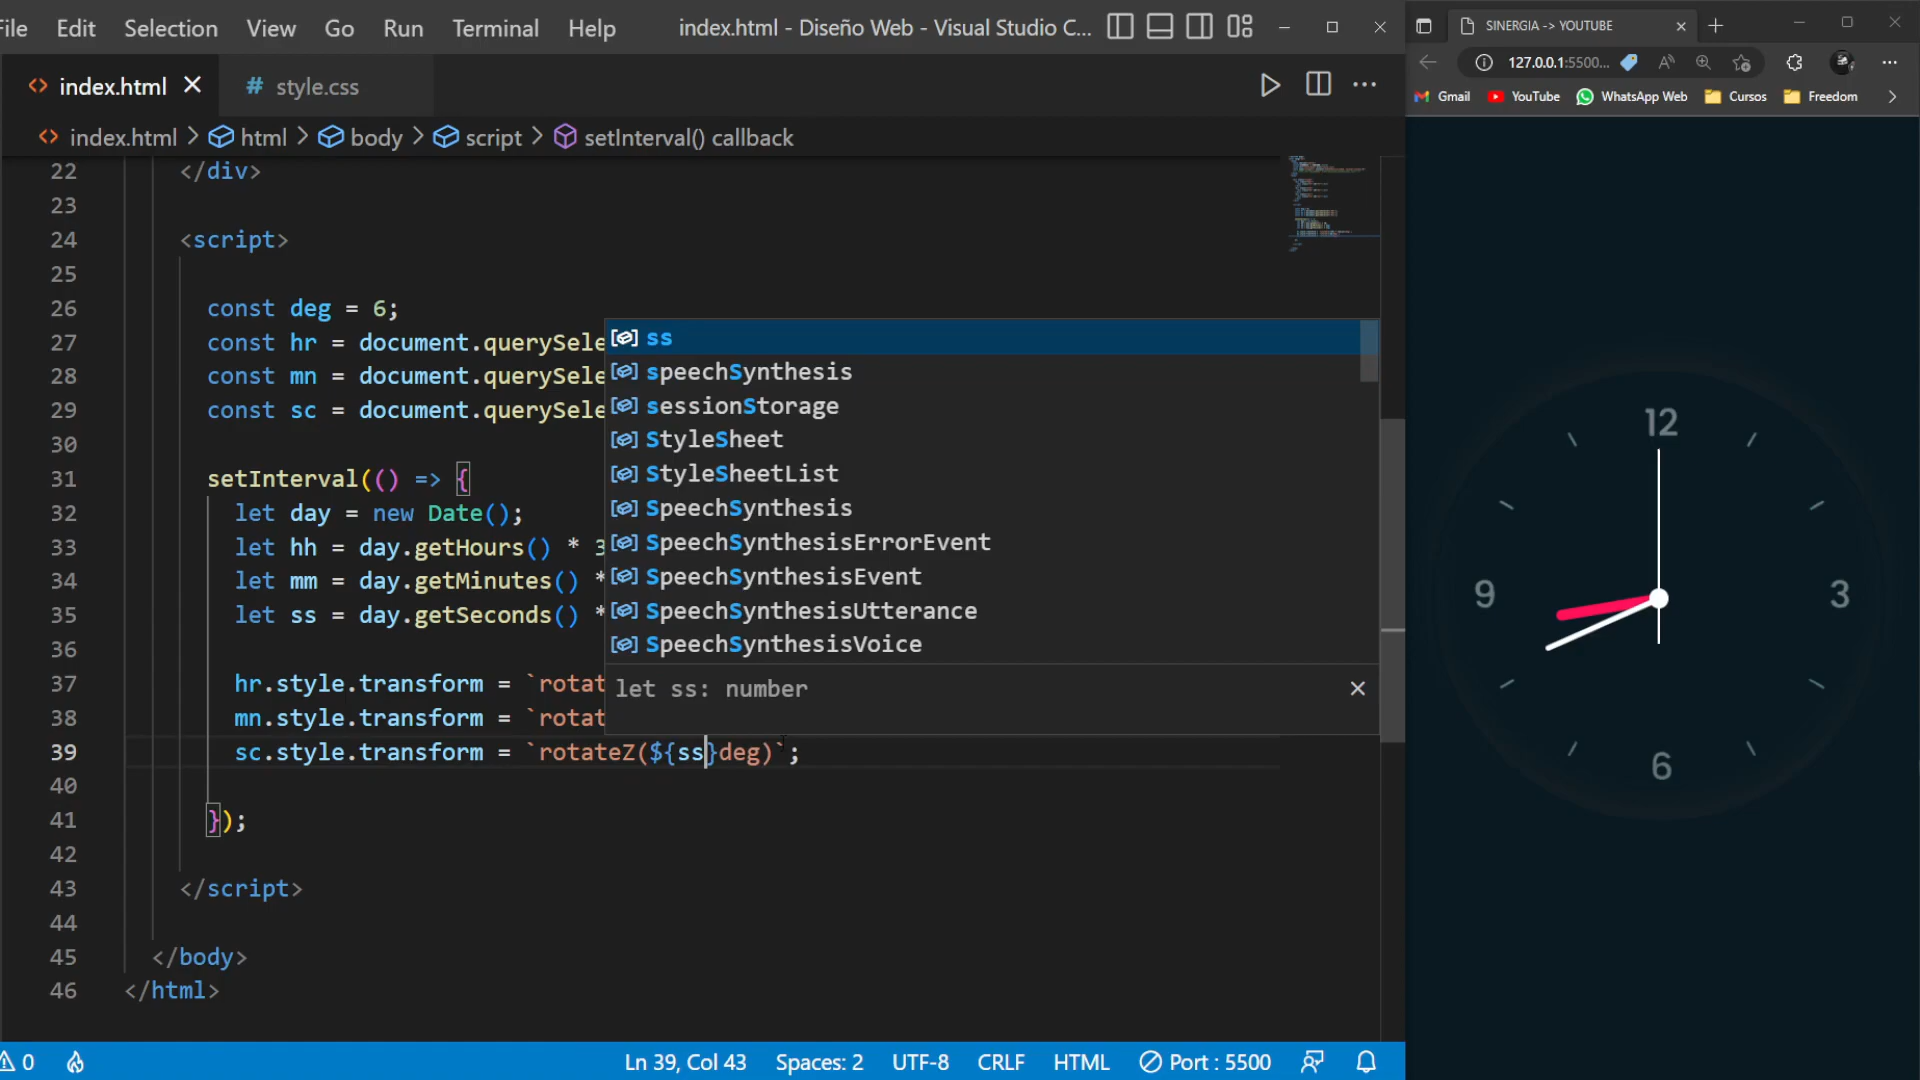 File Edit Selection View Go Run Terminal Help index.html - Diseño Web - Visual Studio C...
index.html
# style.css
index.html > html > body > script > setInterval() callback
22 </div>
23
24 <script>
25
26 const deg = 6;
27 const hr = document.querySele
28 const mn = document.querySele
29 const sc = document.querySele
30
31 setInterval(() => {
32 let day = new Date();
33 let hh = day.getHours() * 3
34 let mm = day.getMinutes() *
35 let ss = day.getSeconds() *
36
37 hr.style.transform = `rotat
38 mn.style.transform = `rotat
39 sc.style.transform = `rotateZ(${ss}deg)`;
40
41 });
42
43 </script>
44
45 </body>
46 </html>
ss
speechSynthesis
sessionStorage
StyleSheet
StyleSheetList
SpeechSynthesis
SpeechSynthesisErrorEvent
SpeechSynthesisEvent
SpeechSynthesisUtterance
SpeechSynthesisVoice
let ss: number
0
Ln 39, Col 43 Spaces: 2 UTF-8 CRLF HTML Port : 5500
SINERGIA -> YOUTUBE
127.0.0.1:5500...
Gmail YouTube WhatsApp Web Cursos Freedom
12
9
3
6